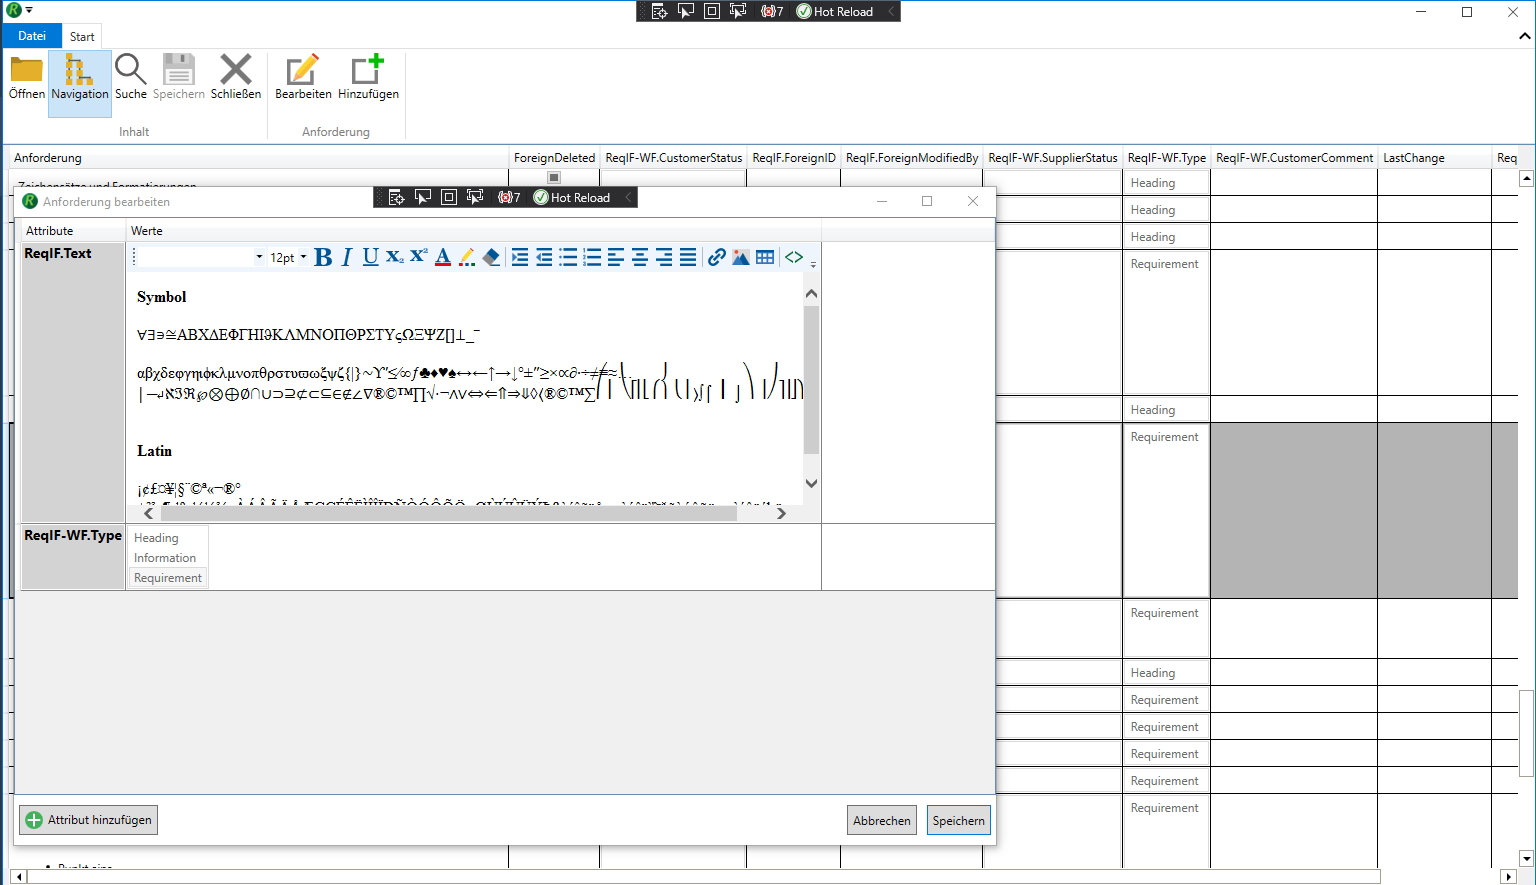 7 Hot Reload
Datei Start
Öffnen Navigation Suche Speichern Schließen Bearbeiten Hinzufügen
Inhalt Anforderung
Anforderung ForeignDeleted ReqIF-WF.CustomerStatus ReqIF.ForeignID ReqIF.ForeignModifiedBy ReqIF-WF.SupplierStatus ReqIF-WF.Type ReqIF-WF.CustomerComment LastChange Req
Zeichensätze und Formatierungen
Heading
Heading
Heading
Requirement
Heading
Requirement
Requirement
Heading
Requirement
Requirement
Requirement
Requirement
Requirement
7 Hot Reload
Anforderung bearbeiten
Attribute Werte
ReqIF.Text
12pt B I U X₂ X² A <>
Symbol
∀∃∍≅ΑΒΧΔΕΦΓΗΙϑΚΛΜΝΟΠΘΡΣΤΥςΩΞΨΖ[]⊥_‾
αβχδεφγηιϕκλμνοπθρστυϖωξψζ{|}~ϒ′≤⁄∞ƒ♣♦♥♠↔←↑→↓°±″≥×∝∂·÷≠≡≈…
Latin
¡¢£¤¥¦§¨©ª«¬®°
ReqIF-WF.Type
Heading
Information
Requirement
Attribut hinzufügen Abbrechen Speichern
Punkt eins